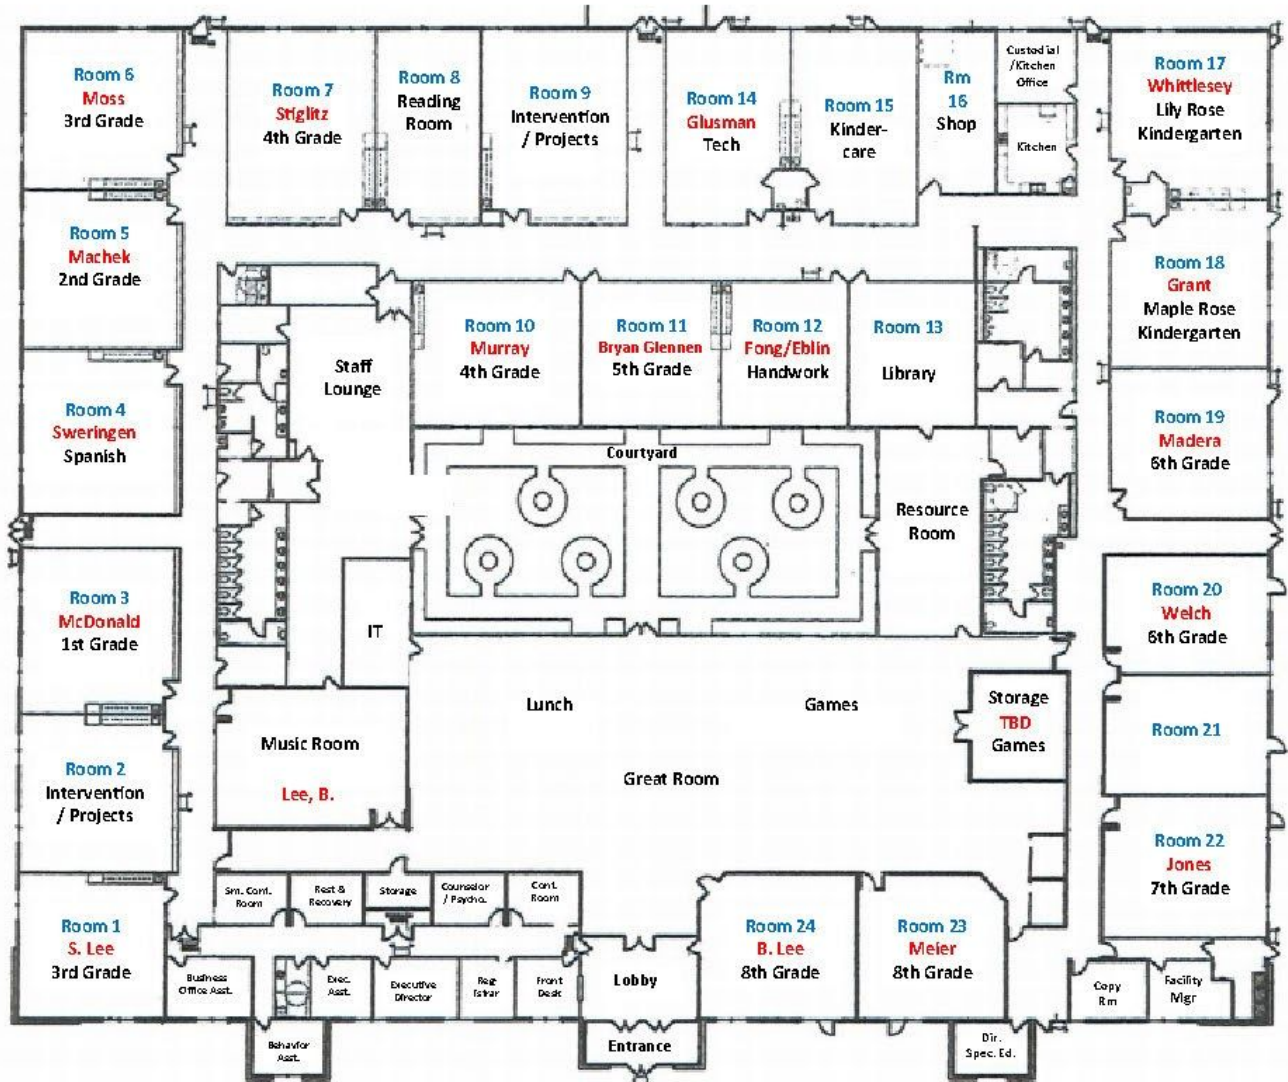 Room 6
Moss
3rd Grade
Room 7
Stiglitz
4th Grade
Room 8
Reading
Room
Room 9
Intervention
/ Projects
Room 14
Glusman
Tech
Room 15
Kinder-
care
Rm
16
Shop
Custodial
/Kitchen
Office
Kitchen
Room 17
Whittlesey
Lily Rose
Kindergarten
Room 5
Machek
2nd Grade
Room 18
Grant
Maple Rose
Kindergarten
Staff
Lounge
Room 10
Murray
4th Grade
Room 11
Bryan Glennen
5th Grade
Room 12
Fong/Eblin
Handwork
Room 13
Library
Room 4
Sweringen
Spanish
Room 19
Madera
6th Grade
Courtyard
Resource
Room
Room 3
McDonald
1st Grade
IT
Room 20
Welch
6th Grade
Lunch
Games
Storage
TBD
Games
Room 21
Music Room
Lee, B.
Great Room
Room 2
Intervention
/ Projects
Room 22
Jones
7th Grade
Sm. Conf.
Room
Rest &
Recovery
Storage
Counselor
/ Psycho.
Conf.
Room
Room 1
S. Lee
3rd Grade
Room 24
B. Lee
8th Grade
Room 23
Meier
8th Grade
Business
Office Asst.
Exec.
Asst.
Executive
Director
Reg
istrar
Front
Desk
Lobby
Copy
Rm
Facility
Mgr
Behavior
Asst.
Entrance
Dir.
Spec. Ed.